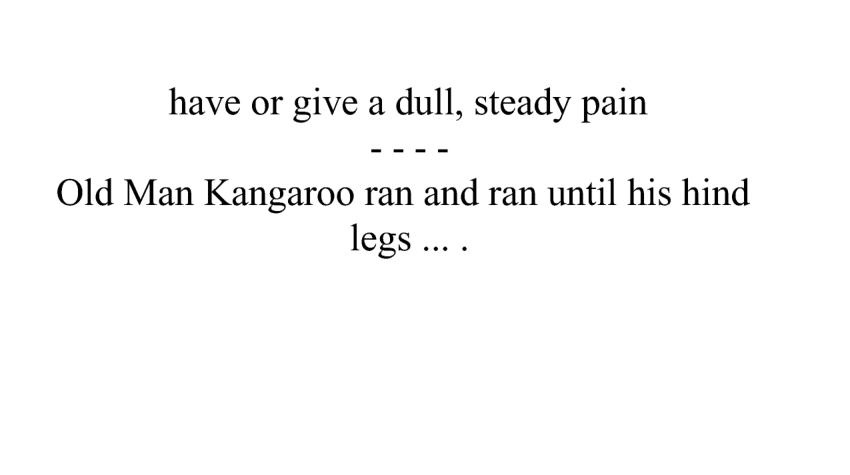 have or give a dull, steady pain
- - - -
Old Man Kangaroo ran and ran until his hind
legs ... .